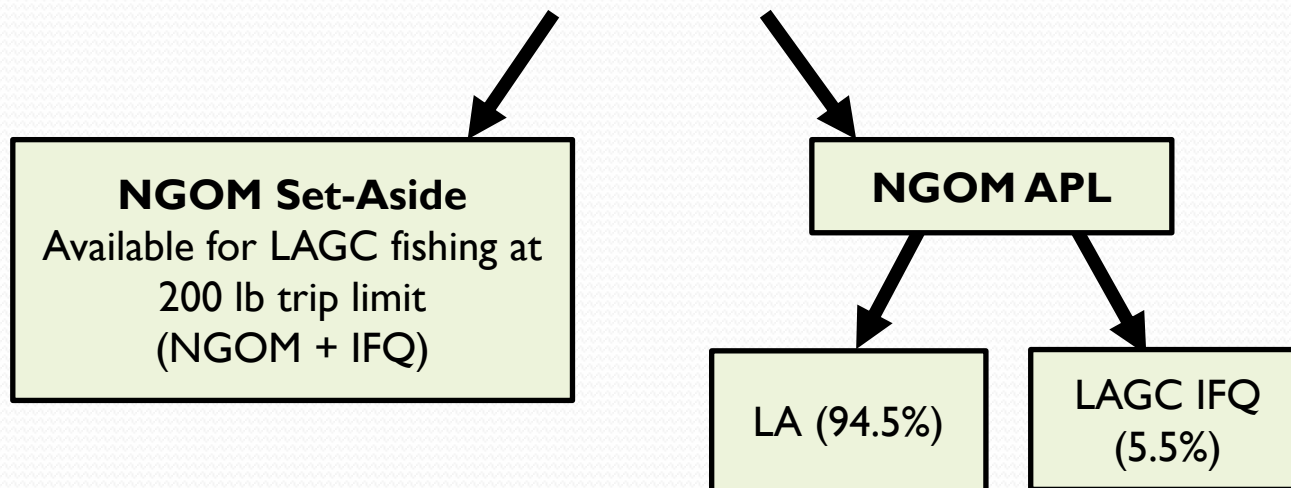 NGOM Set-Aside
Available for LAGC fishing at
200 lb trip limit
(NGOM + IFQ)
NGOM APL
LA (94.5%)
LAGC IFQ
(5.5%)